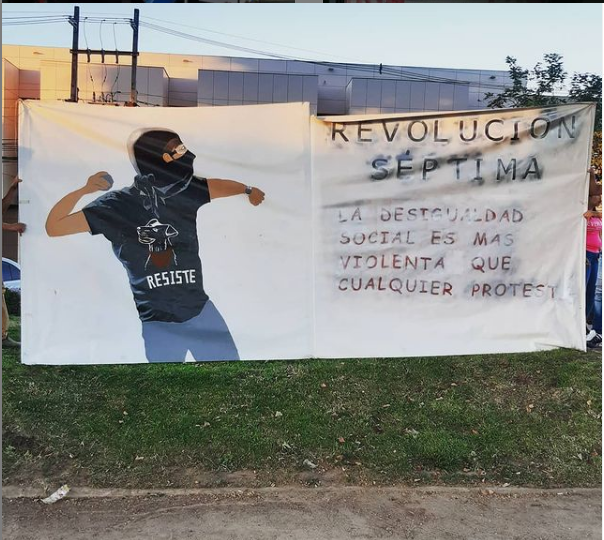 RESISTE
REVOLUCION
SÉPTIMA
LA DESIGUALDAD
SOCIAL ES MAS
VIOLENTA QUE
CUALQUIER PROTEST